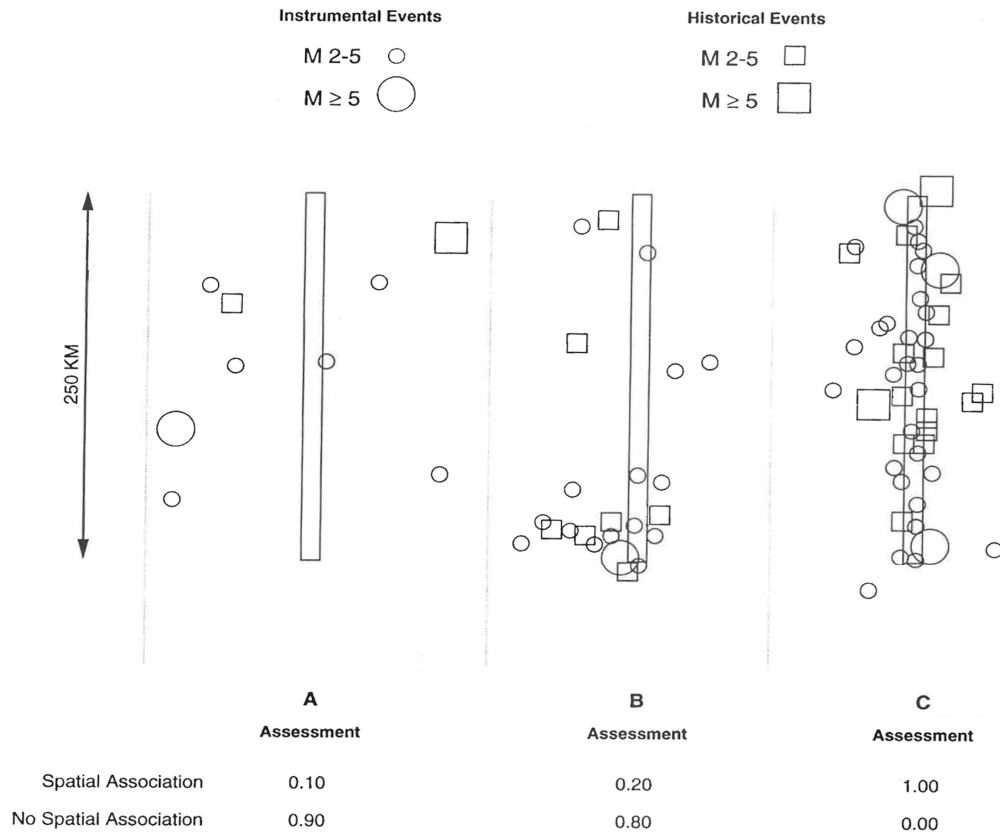 Instrumental Events
Historical Events
M 2-5
M 2-5
M ≥ 5
M ≥ 5
250 KM
A
B
C
Assessment
Assessment
Assessment
Spatial Association
0.10
0.20
1.00
No Spatial Association
0.90
0.80
0.00